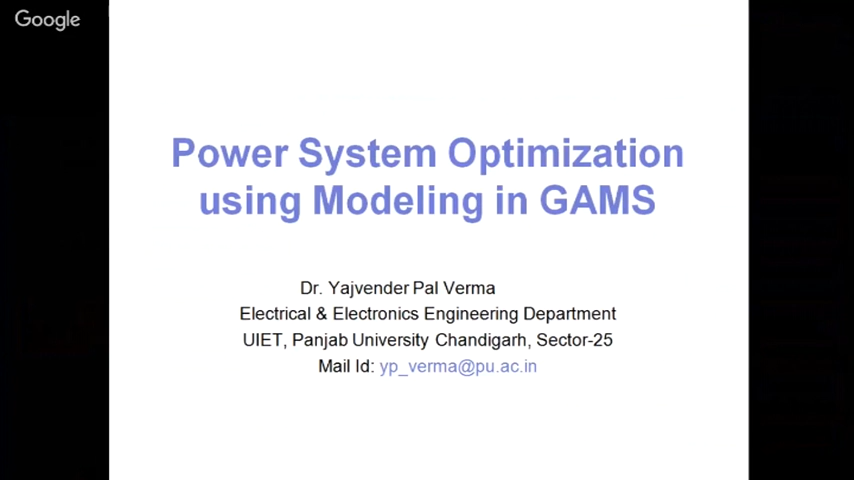 Google
Power System Optimization
using Modeling in GAMS
Dr. Yajvender Pal Verma
Electrical & Electronics Engineering Department
UIET, Panjab University Chandigarh, Sector-25
Mail Id: yp_verma@pu.ac.in